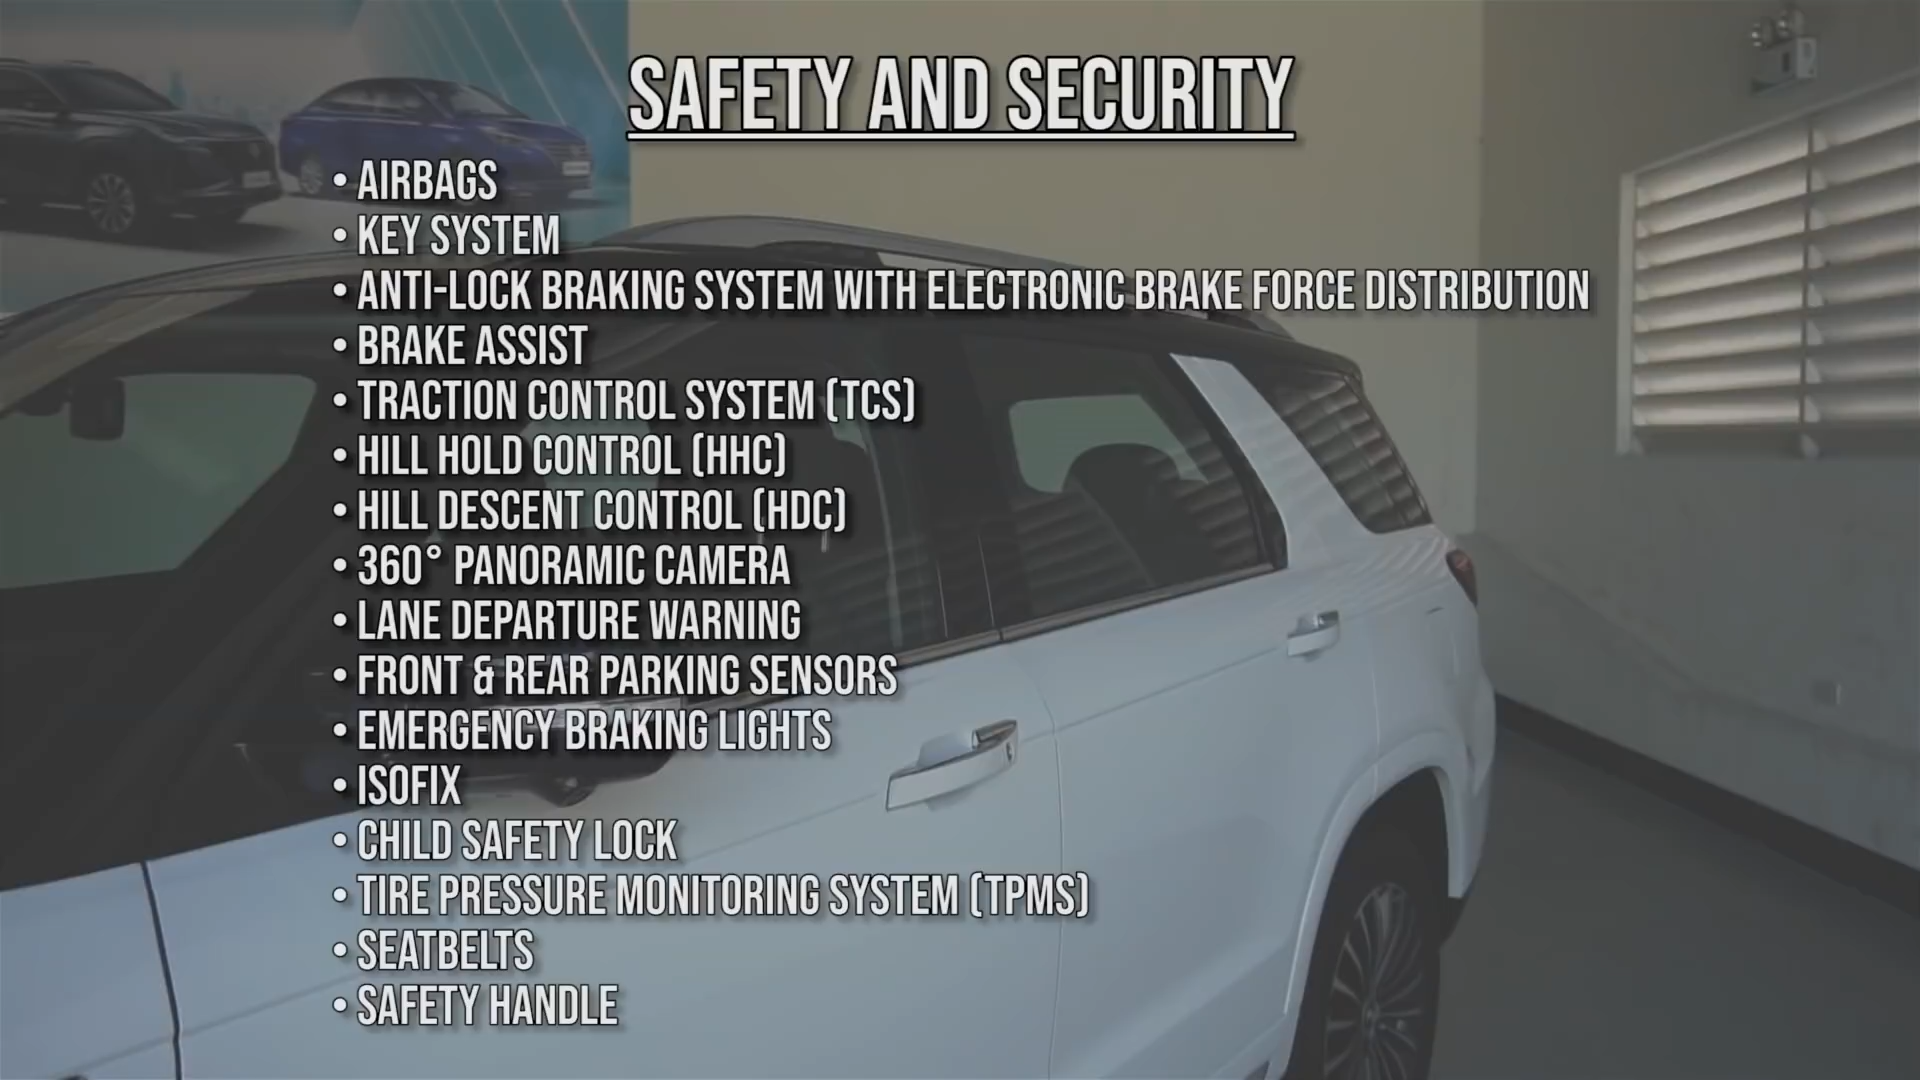 SAFETY AND SECURITY
• AIRBAGS
• KEY SYSTEM
• ANTI-LOCK BRAKING SYSTEM WITH ELECTRONIC BRAKE FORCE DISTRIBUTION
• BRAKE ASSIST
• TRACTION CONTROL SYSTEM (TCS)
• HILL HOLD CONTROL (HHC)
• HILL DESCENT CONTROL (HDC)
• 360° PANORAMIC CAMERA
• LANE DEPARTURE WARNING
• FRONT & REAR PARKING SENSORS
• EMERGENCY BRAKING LIGHTS
• ISOFIX
• CHILD SAFETY LOCK
• TIRE PRESSURE MONITORING SYSTEM (TPMS)
• SEATBELTS
• SAFETY HANDLE